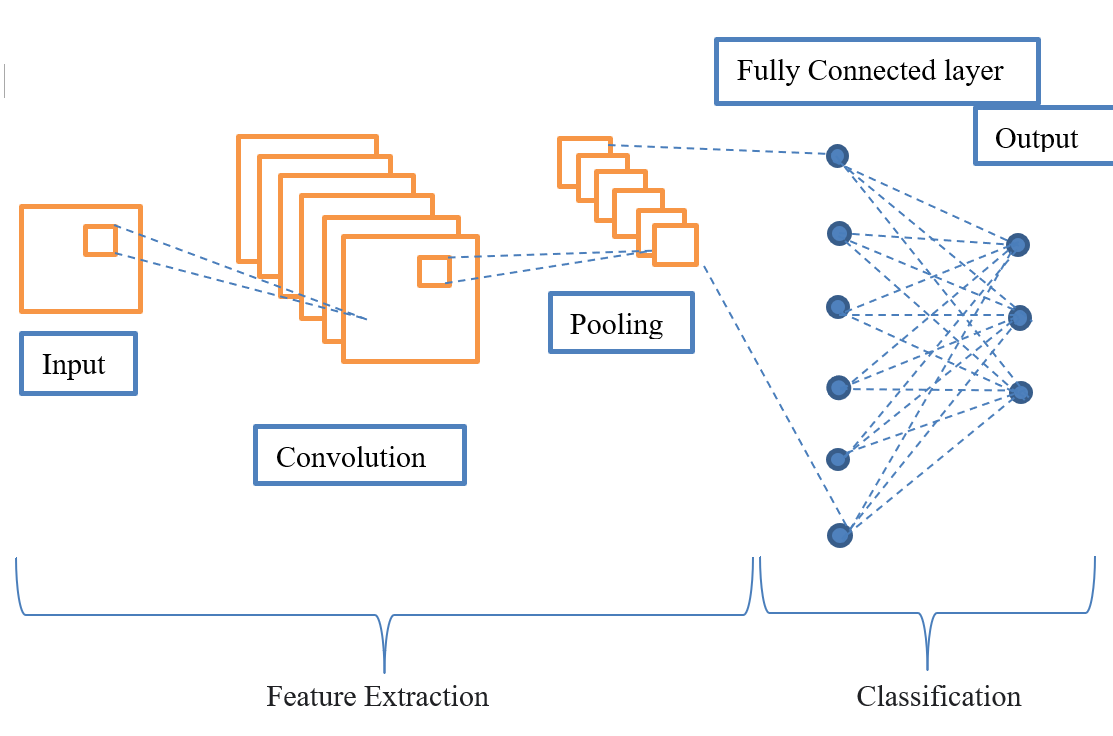 Fully Connected layer
Output
Input
Pooling
Convolution
Feature Extraction
Classification